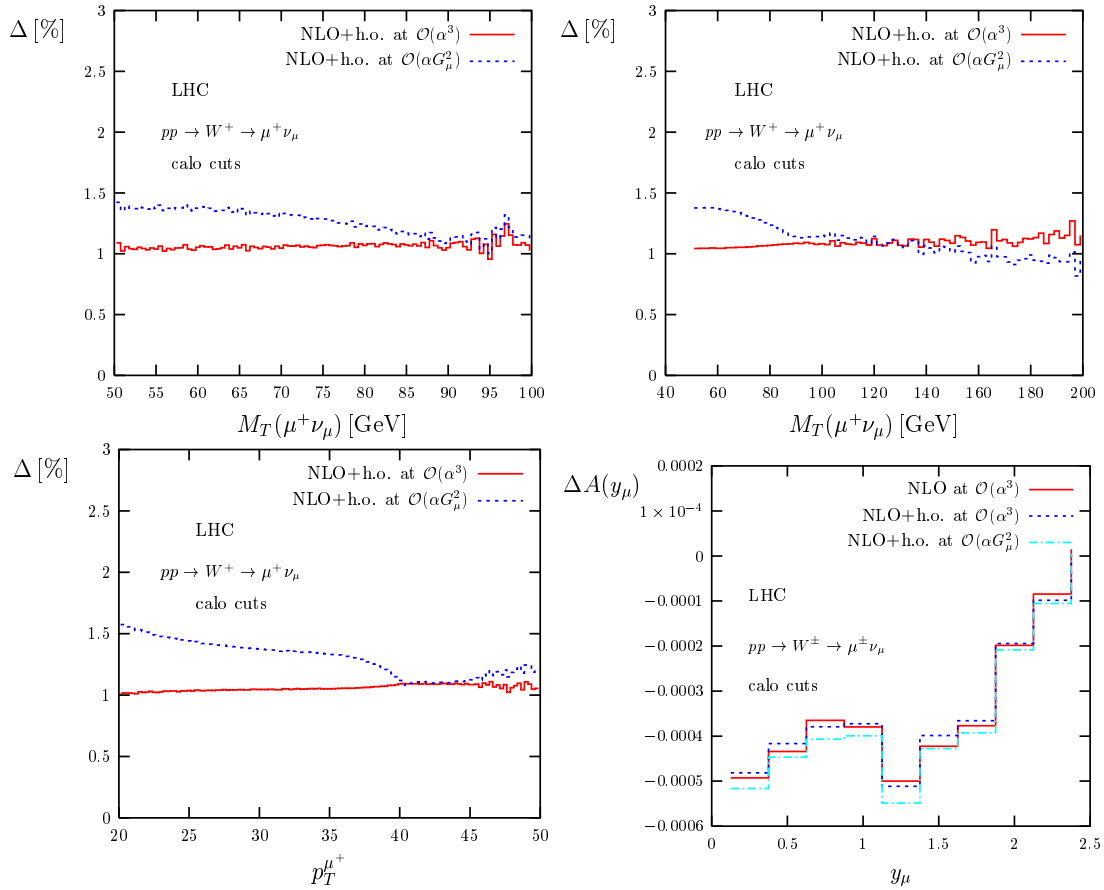 Δ [%]
3
2.5
2
1.5
1
0.5
0
NLO+h.o. at O(α³)
NLO+h.o. at O(αG_μ²)
LHC
pp → W⁺ → μ⁺ν_μ
calo cuts
50 55 60 65 70 75 80 85 90 95 100
M_T(μ⁺ν_μ) [GeV]
Δ [%]
3
2.5
2
1.5
1
0.5
0
NLO+h.o. at O(α³)
NLO+h.o. at O(αG_μ²)
LHC
pp → W⁺ → μ⁺ν_μ
calo cuts
40 60 80 100 120 140 160 180 200
M_T(μ⁺ν_μ) [GeV]
Δ [%]
3
2.5
2
1.5
1
0.5
0
NLO+h.o. at O(α³)
NLO+h.o. at O(αG_μ²)
LHC
pp → W⁺ → μ⁺ν_μ
calo cuts
20 25 30 35 40 45 50
p_T^{μ⁺}
ΔA(y_μ)
0.0002
1 × 10⁻⁴
0
−0.0001
−0.0002
−0.0003
−0.0004
−0.0005
−0.0006
NLO at O(α³)
NLO+h.o. at O(α³)
NLO+h.o. at O(αG_μ²)
LHC
pp → W^± → μ^±ν_μ
calo cuts
0 0.5 1 1.5 2 2.5
y_μ